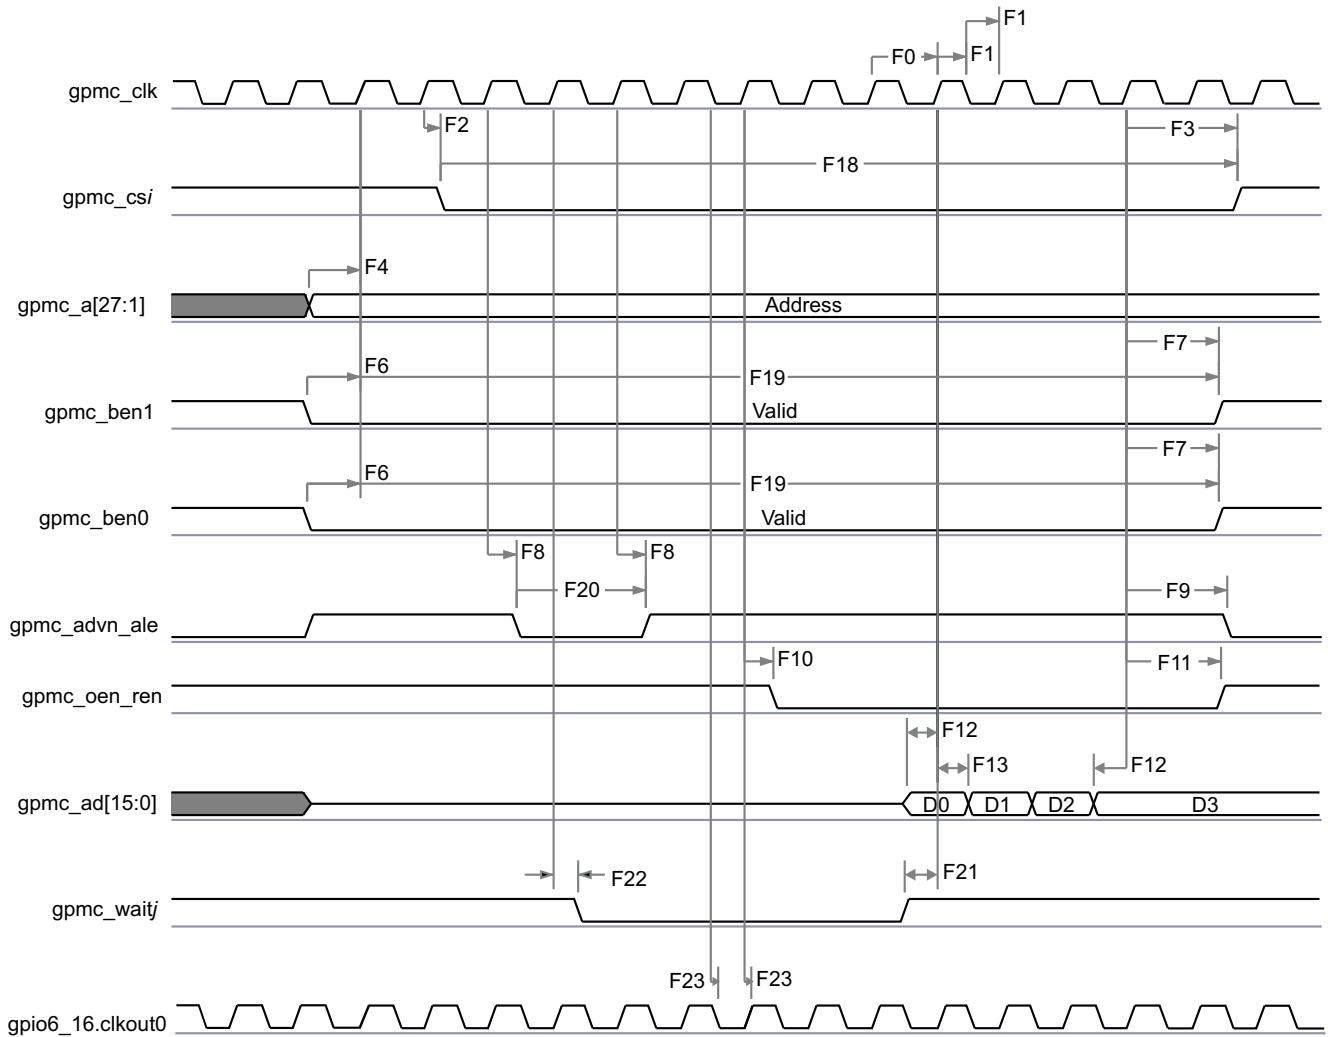 F1
F0 F1
gpmc_clk
F2 F3
F18
gpmc_csi
F4
gpmc_a[27:1] Address
F7
F6 F19
gpmc_ben1 Valid
F7
F6 F19
gpmc_ben0 Valid
F8 F8
F20 F9
gpmc_advn_ale
F10 F11
gpmc_oen_ren
F12
F13 F12
gpmc_ad[15:0] D0 D1 D2 D3
F22 F21
gpmc_waitj
F23 F23
gpio6_16.clkout0